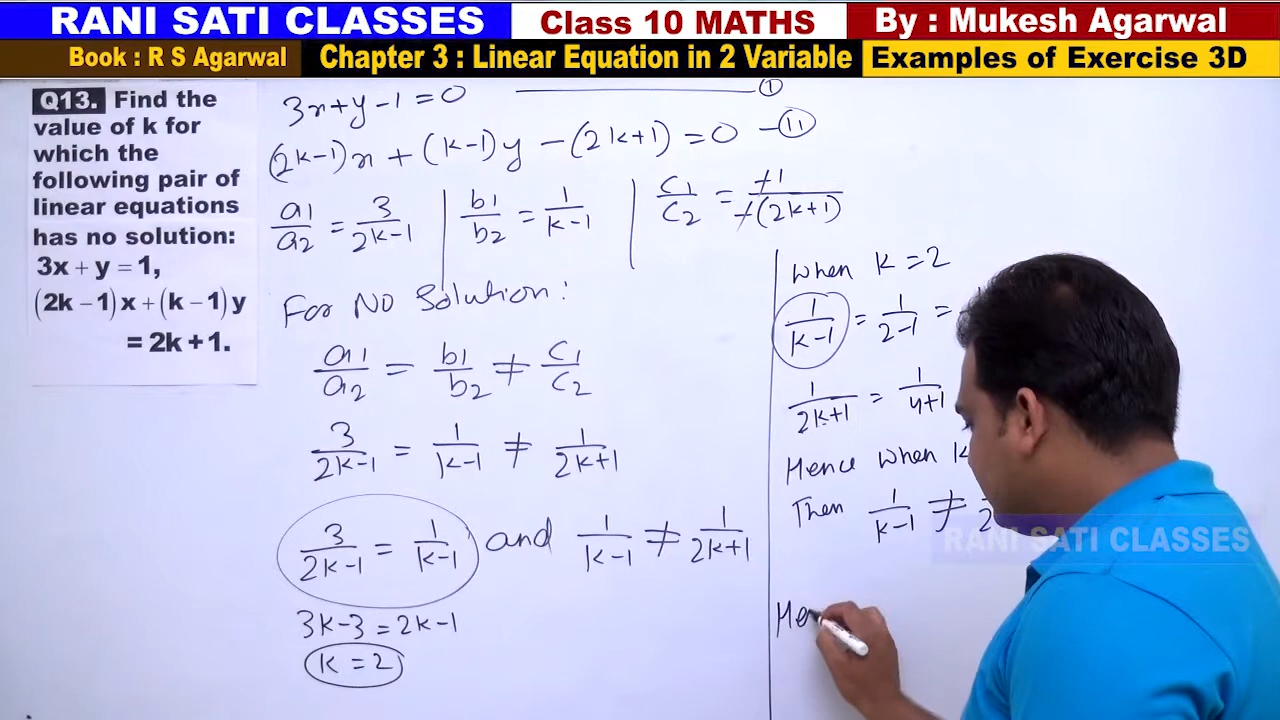 RANI SATI CLASSES
Class 10 MATHS
By : Mukesh Agarwal
Book : R S Agarwal
Chapter 3 : Linear Equation in 2 Variable
Examples of Exercise 3D
Q13. Find the
value of k for
which the
following pair of
linear equations
has no solution:
3x + y = 1,
(2k − 1) x + (k − 1) y
= 2k + 1.
3x+y-1=0 ——— (I)
(2k-1)x + (k-1)y - (2k+1) = 0 - (II)
a1/a2 = 3/(2k-1) | b1/b2 = 1/(k-1) | c1/c2 = -1/-(2k+1)
For No Solution:
a1/a2 = b1/b2 ≠ c1/c2
3/(2k-1) = 1/(k-1) ≠ 1/(2k+1)
3/(2k-1) = 1/(k-1) and 1/(k-1) ≠ 1/(2k+1)
3k-3 = 2k-1
k = 2
When k = 2
1/(k-1) = 1/(2-1) =
1/(2k+1) = 1/(4+1)
Hence when k
Then 1/(k-1) ≠
RANI SATI CLASSES
He